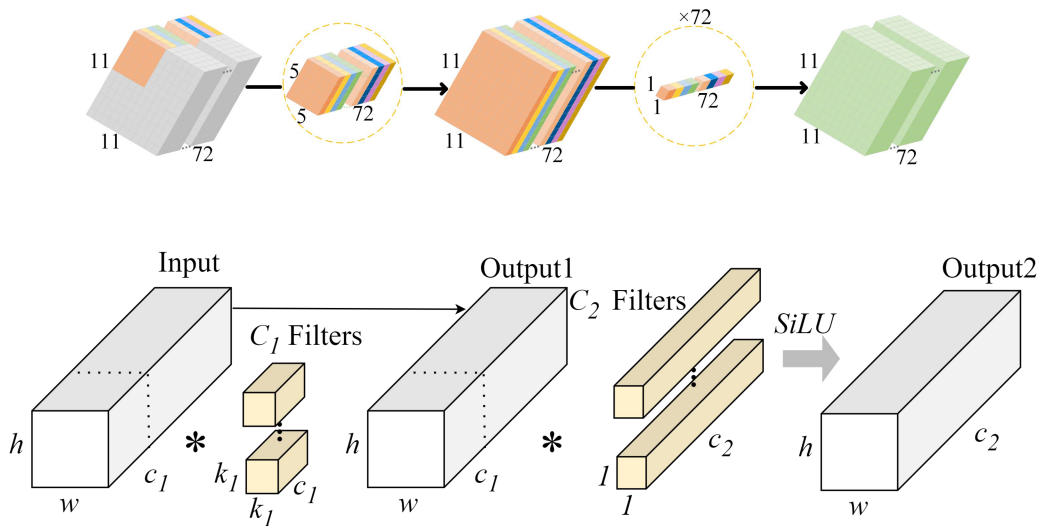 ×72
11
11
72
5
5
72
11
11
72
1
1
72
11
11
72
Input
Output1
Output2
C1 Filters
C2 Filters
SiLU
h
w
c1
*
k1
k1
c1
h
w
c1
*
1
1
c2
h
w
c2